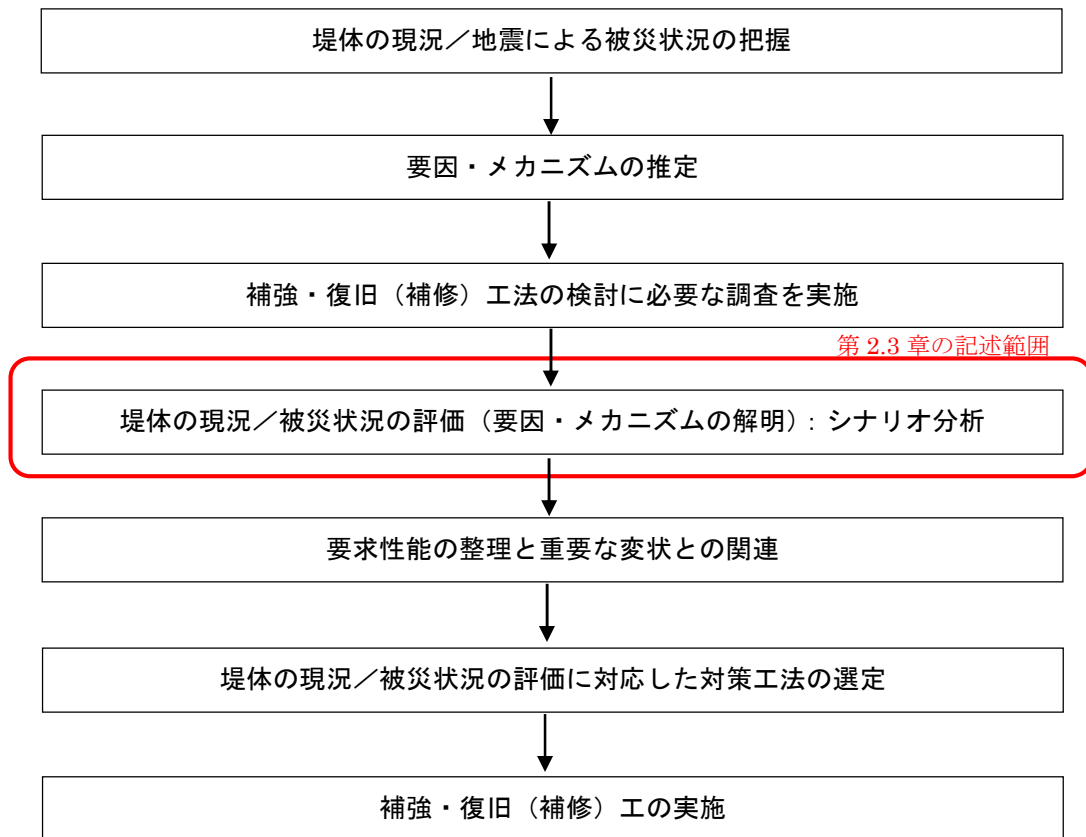 堤体の現況／地震による被災状況の把握
要因・メカニズムの推定
補強・復旧（補修）工法の検討に必要な調査を実施
第 2.3 章の記述範囲
堤体の現況／被災状況の評価（要因・メカニズムの解明）: シナリオ分析
要求性能の整理と重要な変状との関連
堤体の現況／被災状況の評価に対応した対策工法の選定
補強・復旧（補修）工の実施